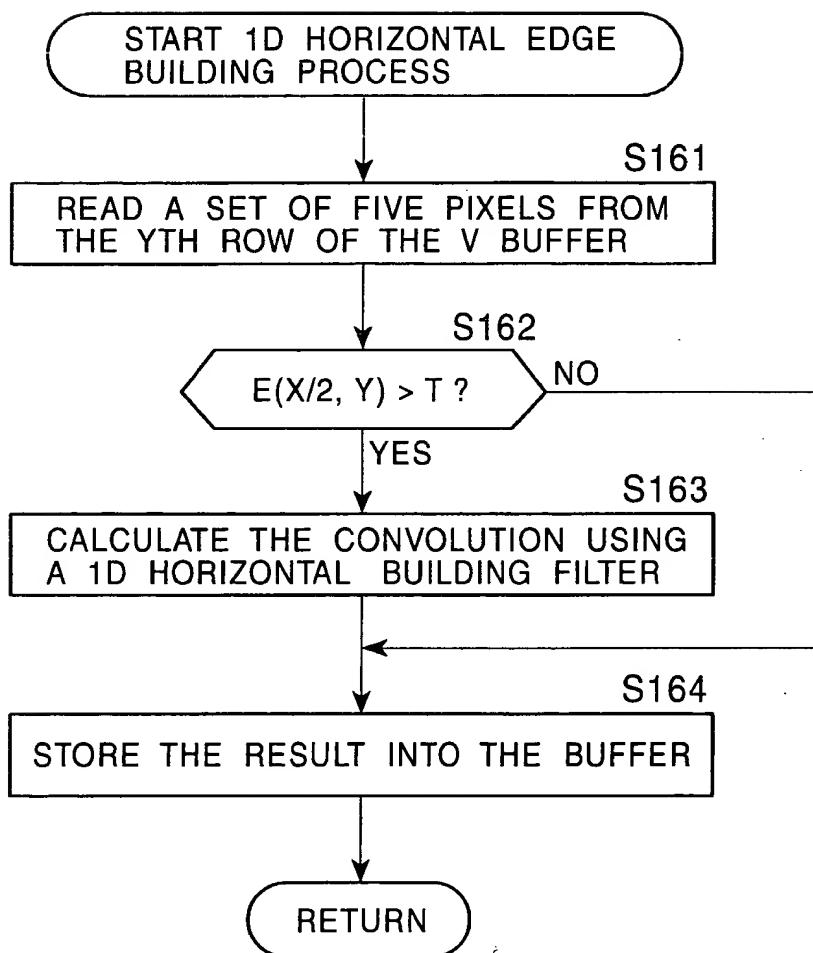 START 1D HORIZONTAL EDGE
BUILDING PROCESS
S161
READ A SET OF FIVE PIXELS FROM
THE YTH ROW OF THE V BUFFER
S162
E(X/2, Y) > T ?
NO
YES
S163
CALCULATE THE CONVOLUTION USING
A 1D HORIZONTAL BUILDING FILTER
S164
STORE THE RESULT INTO THE BUFFER
RETURN